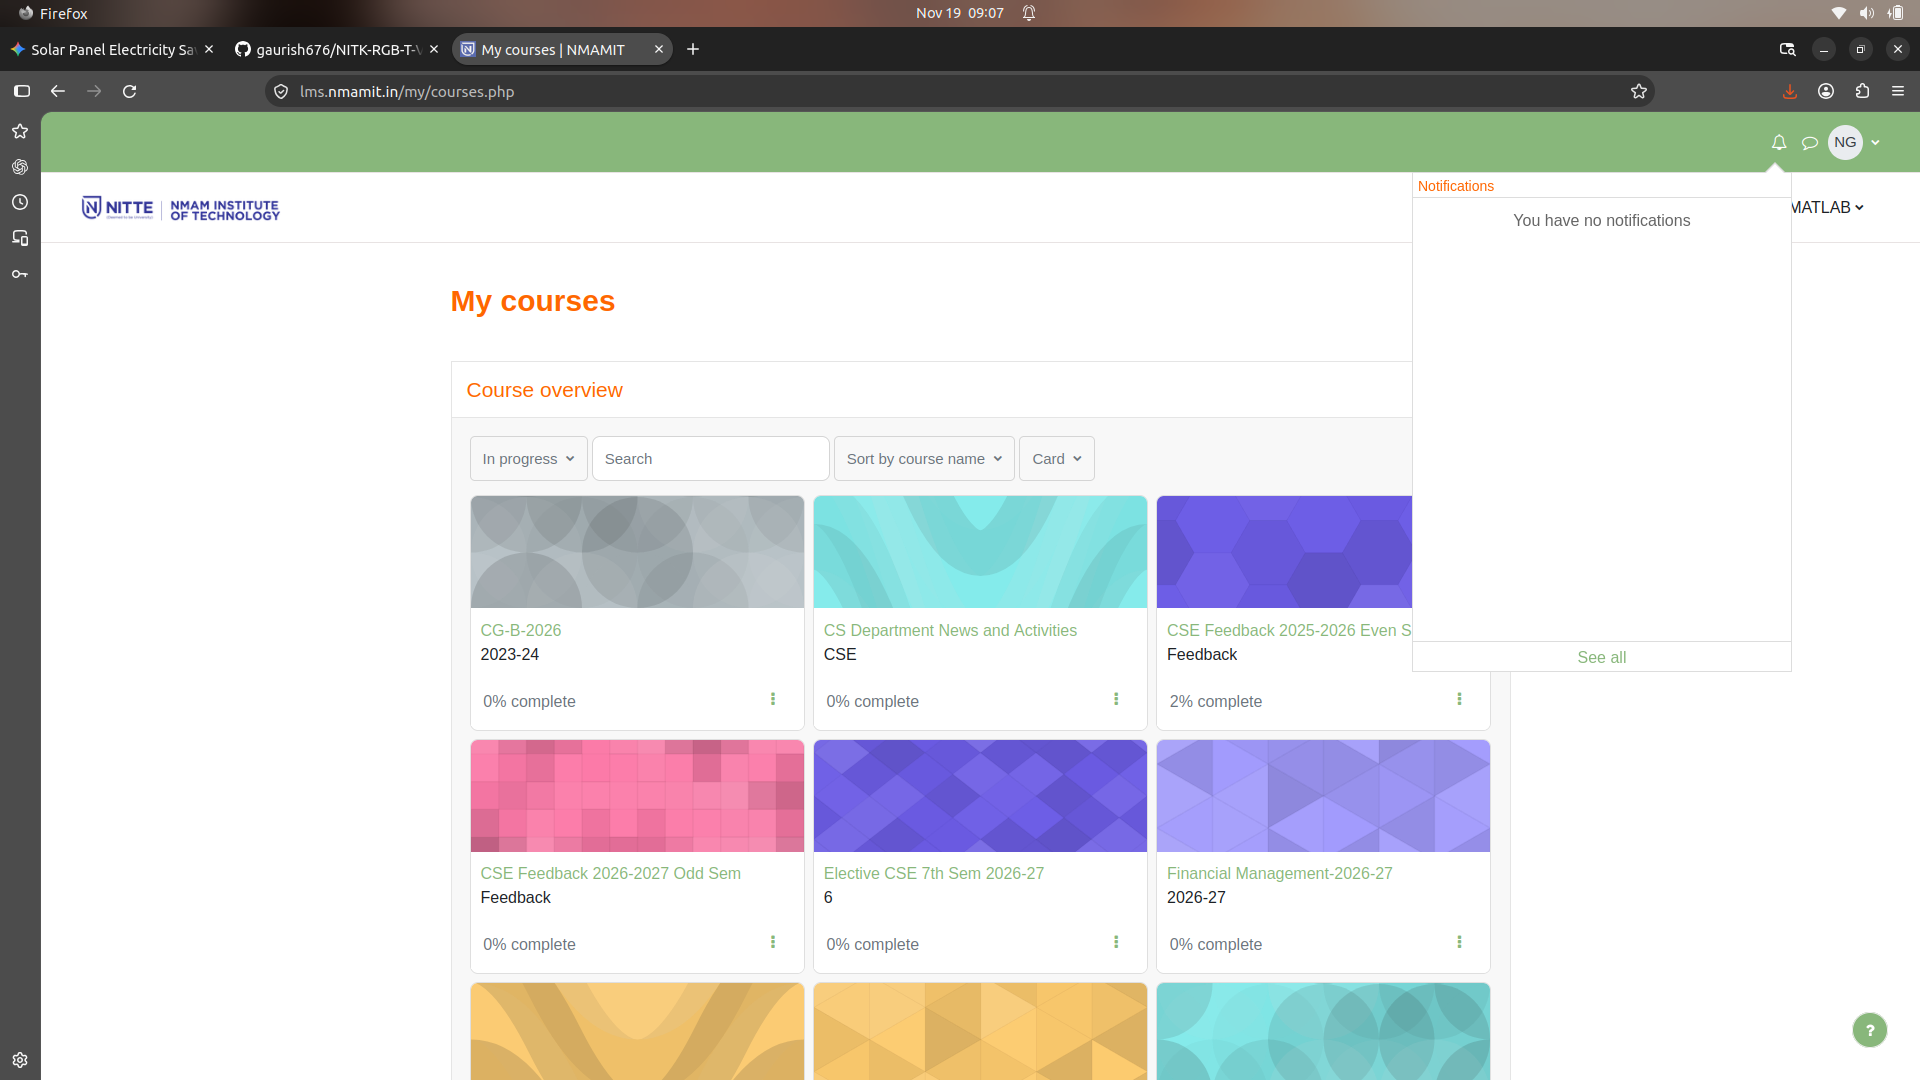 Firefox
Nov 19 09:07
Solar Panel Electricity Sa
gaurish676/NITK-RGB-T-V
My courses | NMAMIT
lms.nmamit.in/my/courses.php
NG
NITTE
NMAM INSTITUTE
OF TECHNOLOGY
MATLAB
Notifications
You have no notifications
See all
My courses
Course overview
In progress
Search
Sort by course name
Card
CG-B-2026
2023-24
0% complete
CS Department News and Activities
CSE
0% complete
CSE Feedback 2025-2026 Even S
Feedback
2% complete
CSE Feedback 2026-2027 Odd Sem
Feedback
0% complete
Elective CSE 7th Sem 2026-27
6
0% complete
Financial Management-2026-27
2026-27
0% complete
?